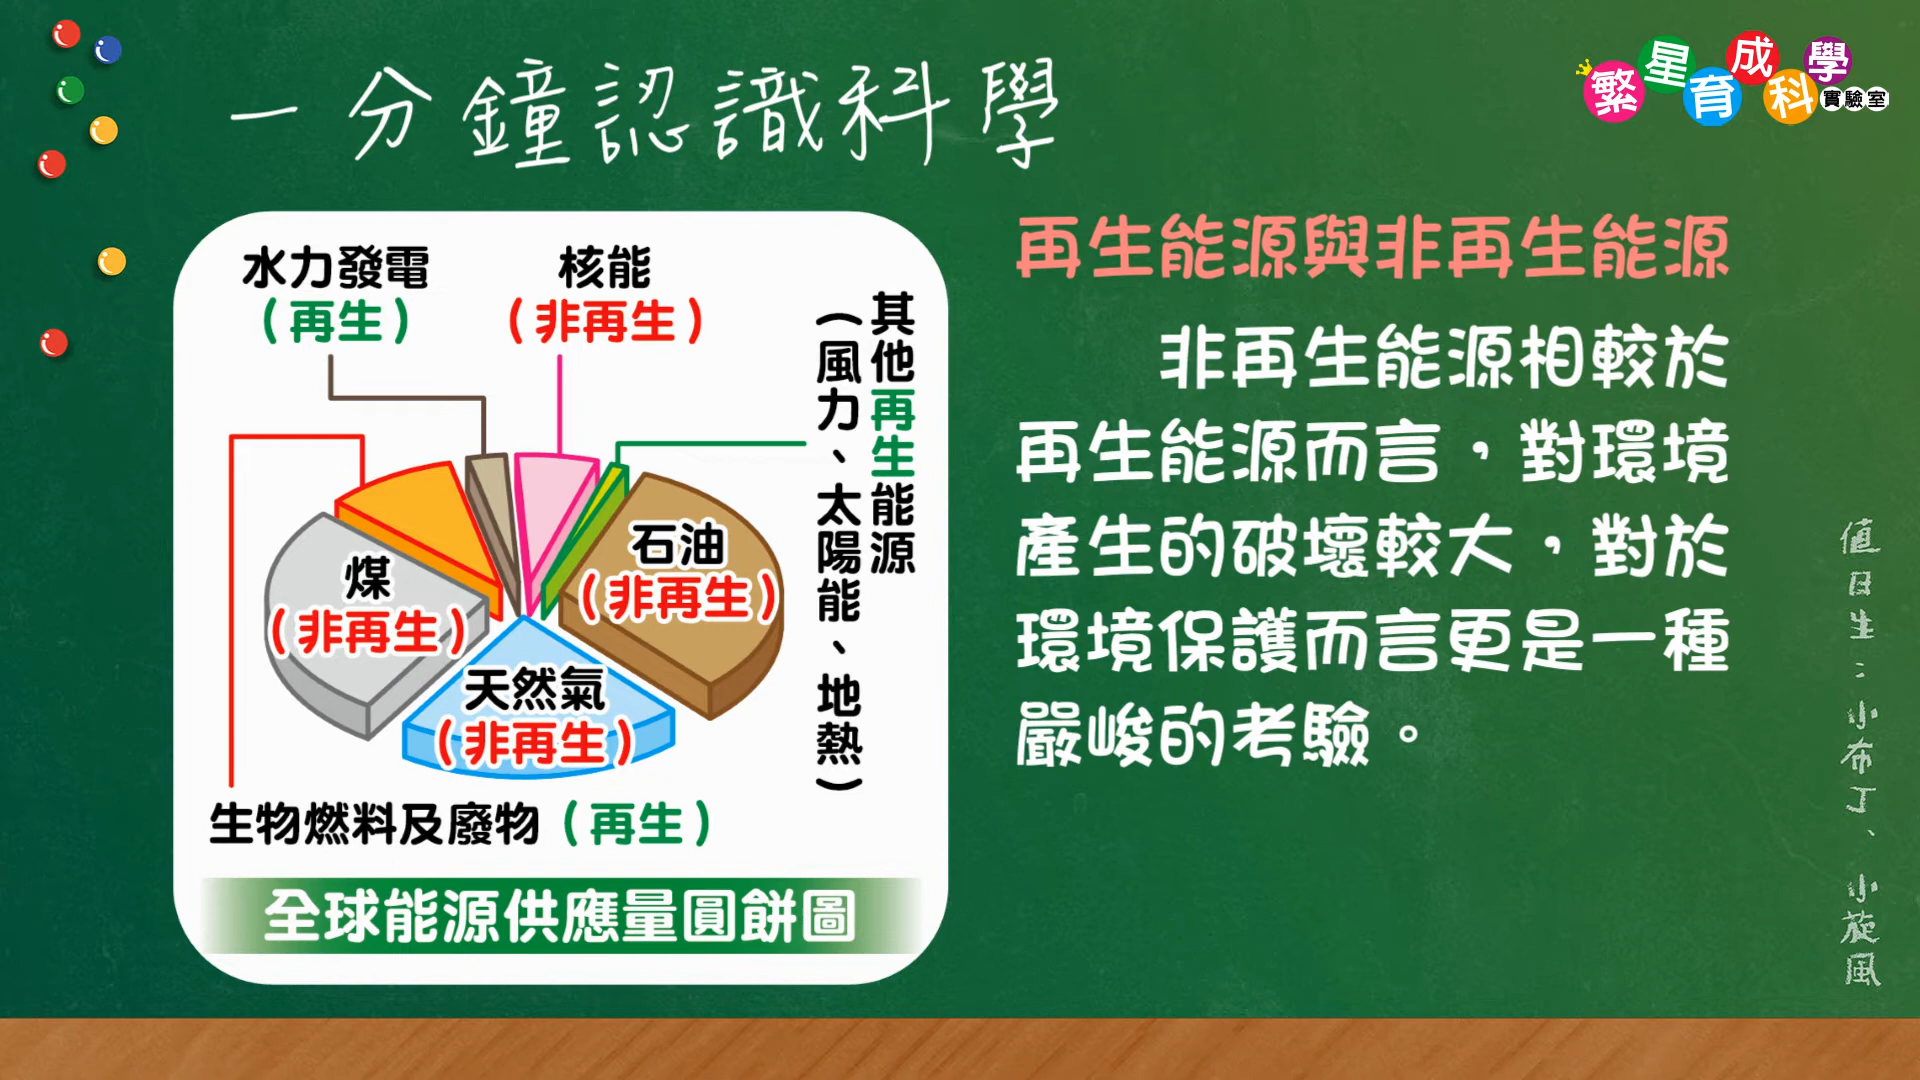 一分鐘認識科學
繁星育成科學實驗室
水力發電
（再生）
核能
（非再生）
其他再生能源
（風力、太陽能、地熱）
煤
（非再生）
石油
（非再生）
天然氣
（非再生）
生物燃料及廢物（再生）
全球能源供應量圓餅圖
再生能源與非再生能源
非再生能源相較於
再生能源而言，對環境
產生的破壞較大，對於
環境保護而言更是一種
嚴峻的考驗。
值日生：小布丁、小旋風